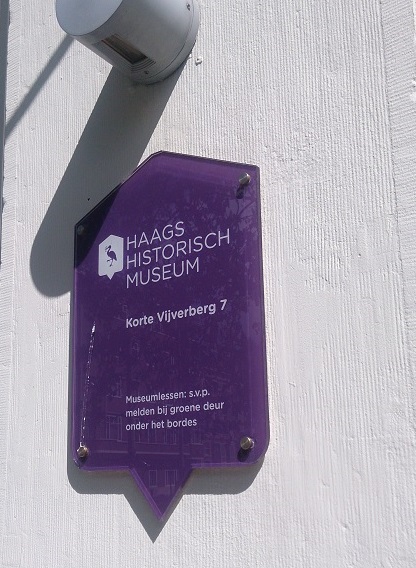 HAAGS
HISTORISCH
MUSEUM
Korte Vijverberg 7
Museumlessen: s.v.p.
melden bij groene deur
onder het bordes